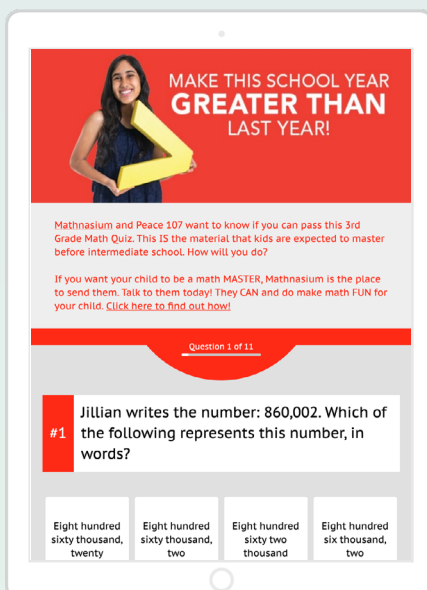 MAKE THIS SCHOOL YEAR
GREATER THAN
LAST YEAR!
Mathnasium and Peace 107 want to know if you can pass this 3rd
Grade Math Quiz. This IS the material that kids are expected to master
before intermediate school. How will you do?
If you want your child to be a math MASTER, Mathnasium is the place
to send them. Talk to them today! They CAN and do make math FUN for
your child. Click here to find out how!
Question 1 of 11
#1
Jillian writes the number: 860,002. Which of
the following represents this number, in
words?
Eight hundred
sixty thousand,
twenty
Eight hundred
sixty thousand,
two
Eight hundred
sixty two
thousand
Eight hundred
six thousand,
two